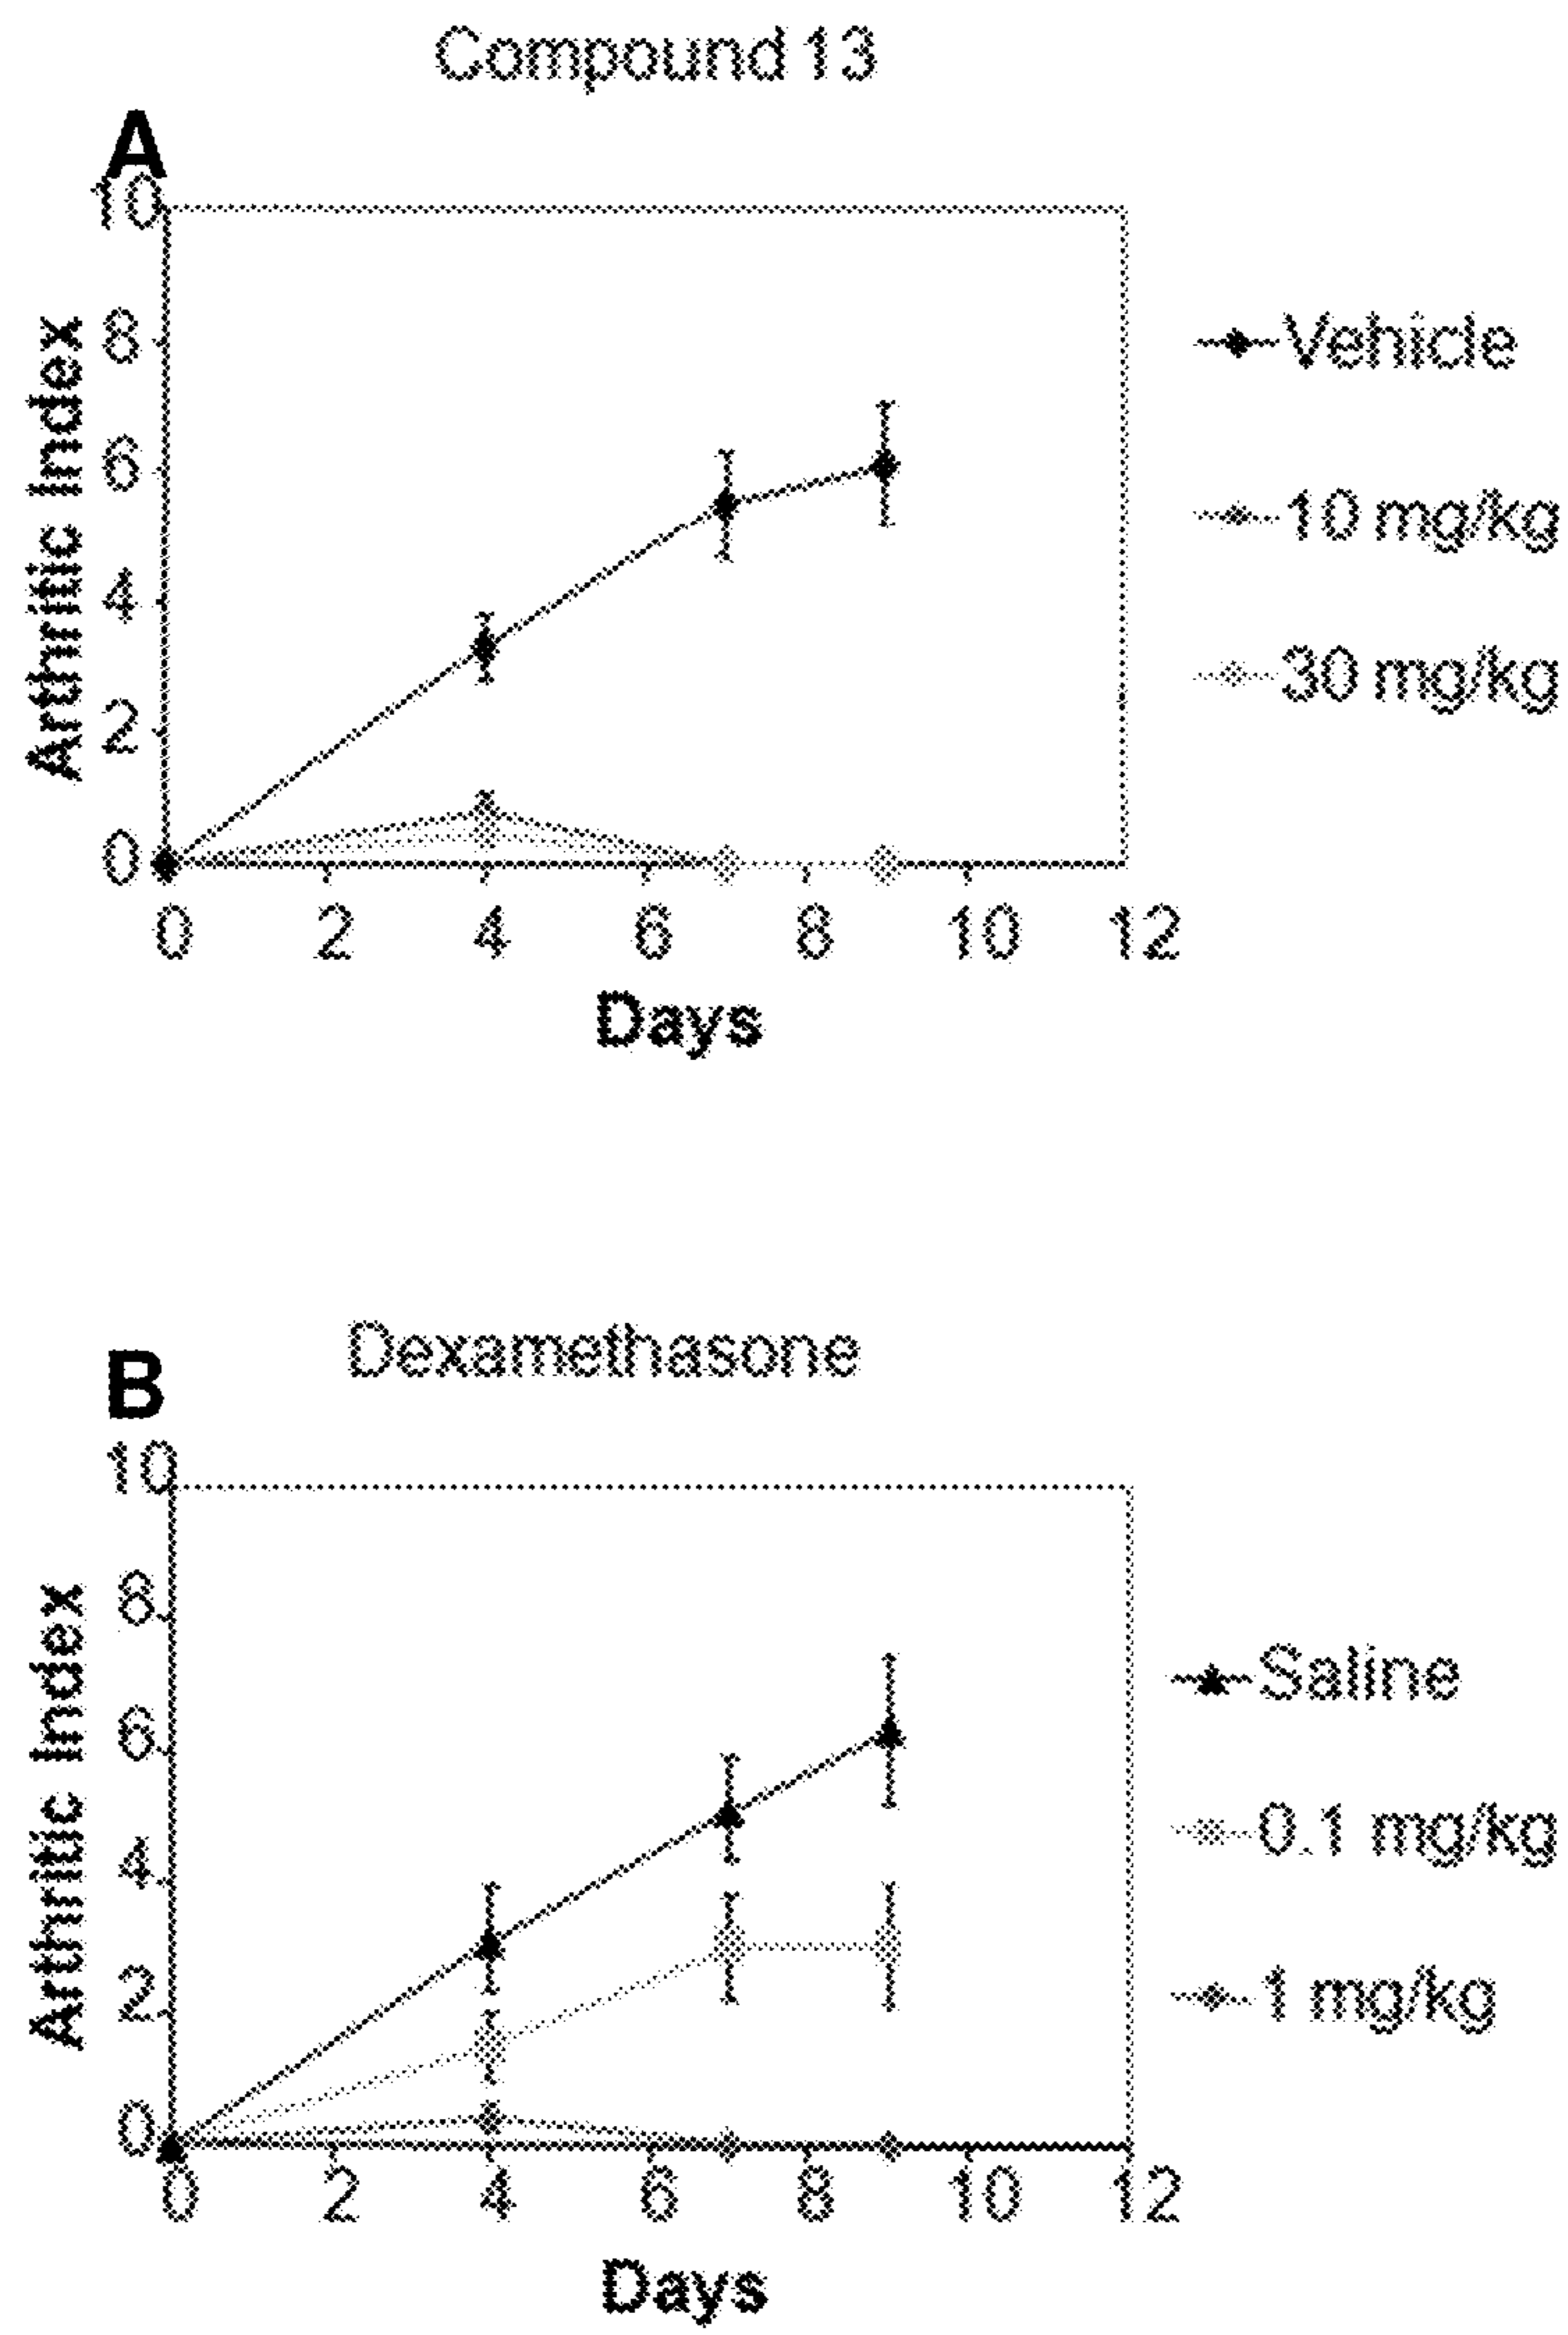 Compound 13
A
10
8
6
4
2
0
Arthritic Index
0 2 4 6 8 10 12
Days
Vehicle
10 mg/kg
30 mg/kg
Dexamethasone
B
10
8
6
4
2
0
Arthritic Index
0 2 4 6 8 10 12
Days
Saline
0.1 mg/kg
1 mg/kg